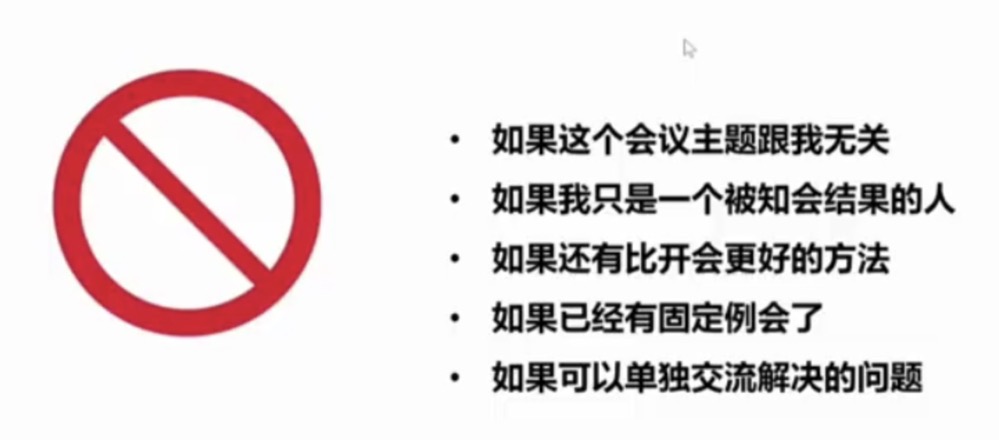 • 如果这个会议主题跟我无关
• 如果我只是一个被知会结果的人
• 如果还有比开会更好的方法
• 如果已经有固定例会了
• 如果可以单独交流解决的问题